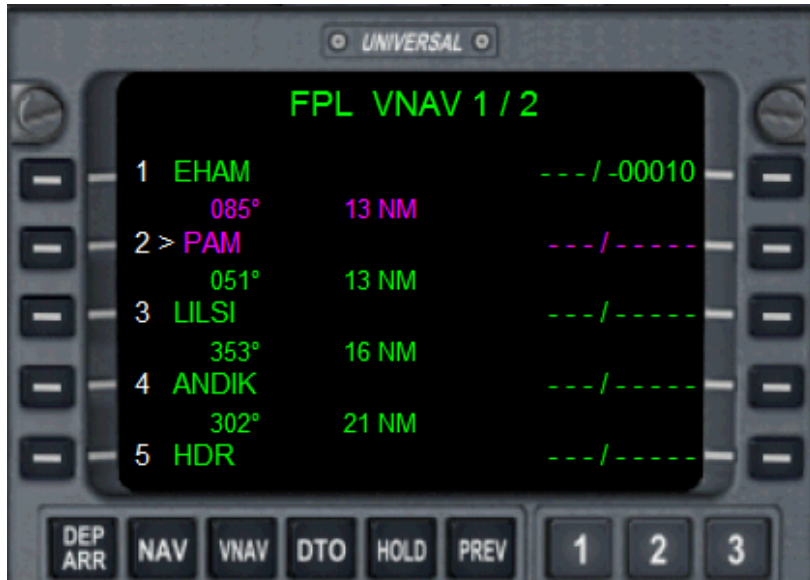 UNIVERSAL
FPL VNAV 1 / 2
1 EHAM - - - / -00010
085° 13 NM
2 > PAM - - - / - - - - -
051° 13 NM
3 LILSI - - - / - - - - -
353° 16 NM
4 ANDIK - - - / - - - - -
302° 21 NM
5 HDR - - - / - - - - -
DEP ARR NAV VNAV DTO HOLD PREV 1 2 3